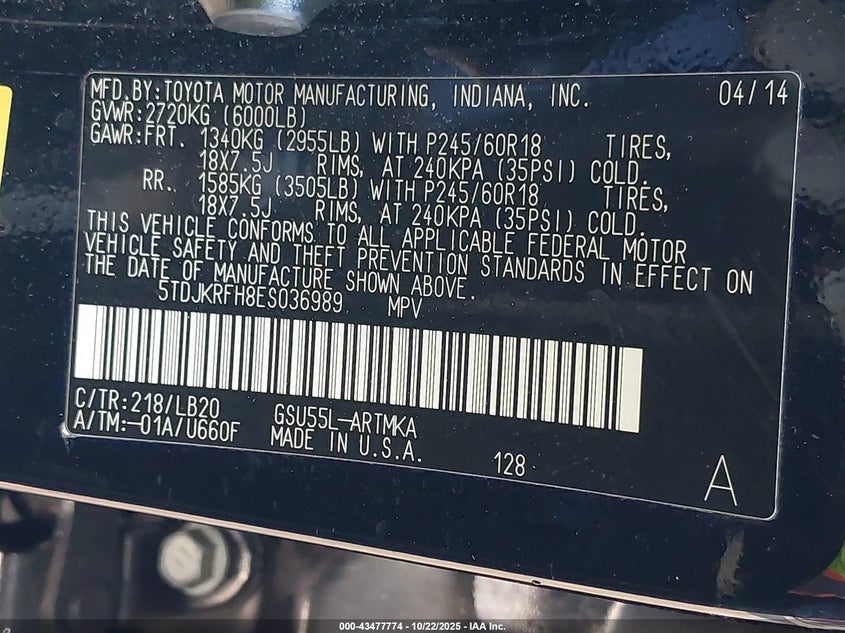 MFD.BY:TOYOTA MOTOR MANUFACTURING, INDIANA, INC. 04/14
GVWR:2720KG (6000LB)
GAWR:FRT. 1340KG (2955LB) WITH P245/60R18 TIRES,
18X7.5J RIMS, AT 240KPA (35PSI) COLD.
RR. 1585KG (3505LB) WITH P245/60R18 TIRES,
18X7.5J RIMS, AT 240KPA (35PSI) COLD.
THIS VEHICLE CONFORMS TO ALL APPLICABLE FEDERAL MOTOR
VEHICLE SAFETY AND THEFT PREVENTION STANDARDS IN EFFECT ON
THE DATE OF MANUFACTURE SHOWN ABOVE.
5TDJKRFH8ES036989 MPV
C/TR:218/LB20 GSU55L-ARTMKA
A/TM:-01A/U660F MADE IN U.S.A.
128
A
000-43477774 - 10/22/2025 - IAA Inc.